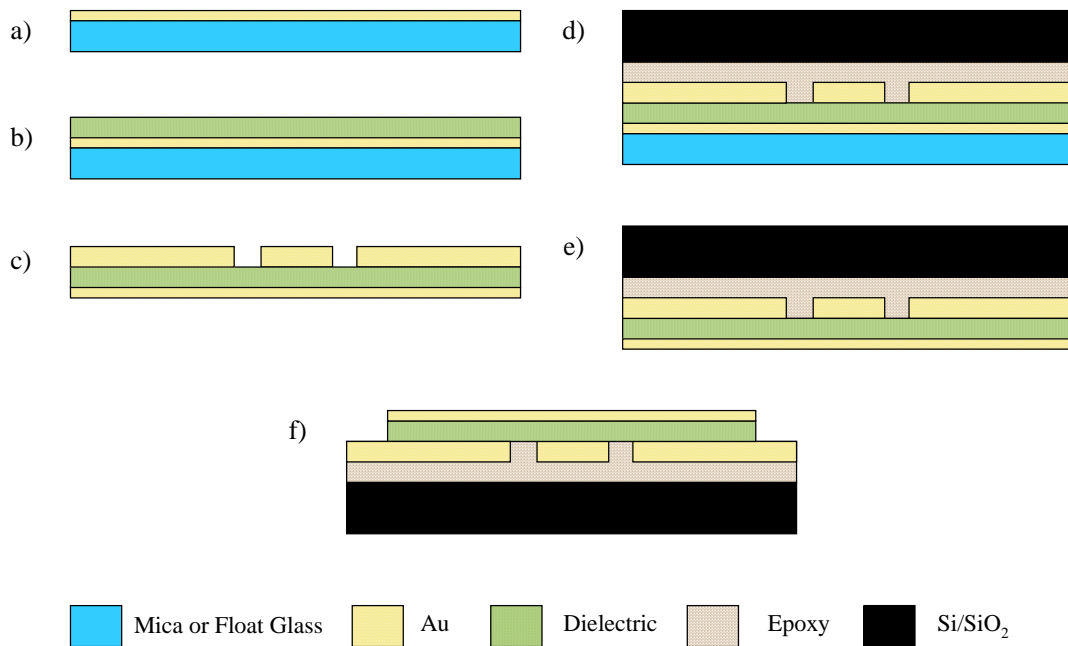 a)
d)
b)
c)
e)
f)
Mica or Float Glass
Au
Dielectric
Epoxy
Si/SiO₂